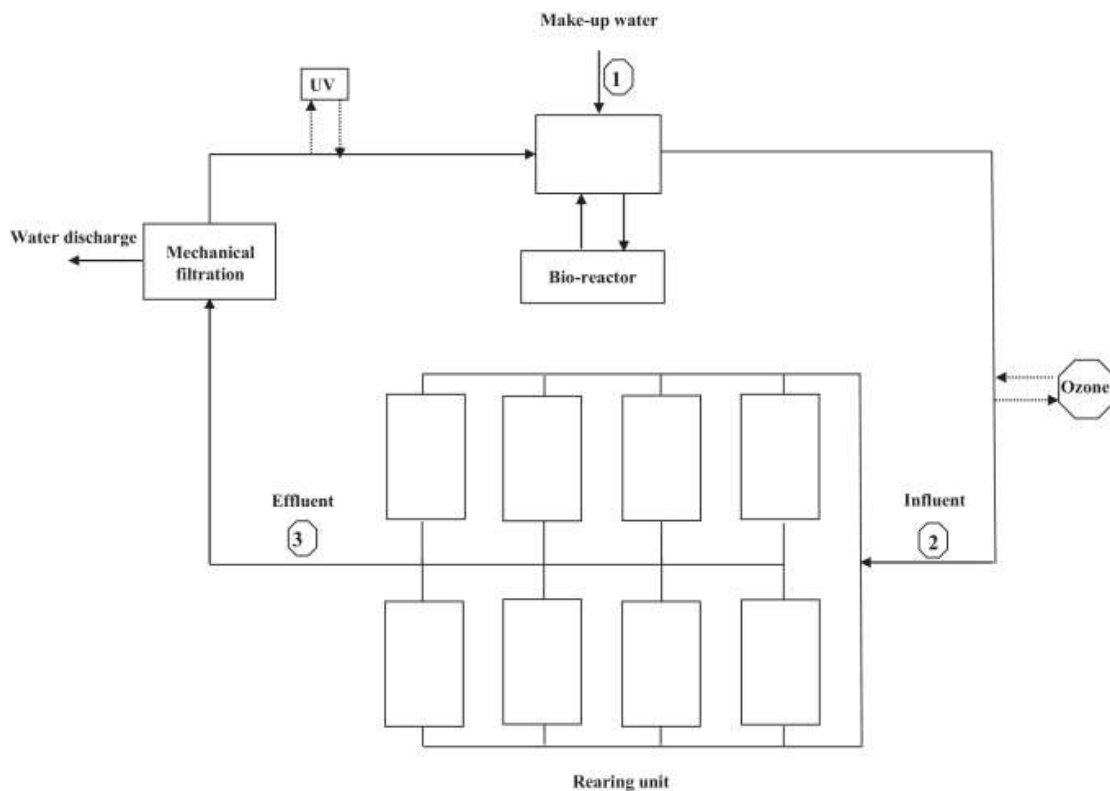 Make-up water
1
UV
Water discharge
Mechanical
filtration
Bio-reactor
Ozone
Effluent
3
Influent
2
Rearing unit